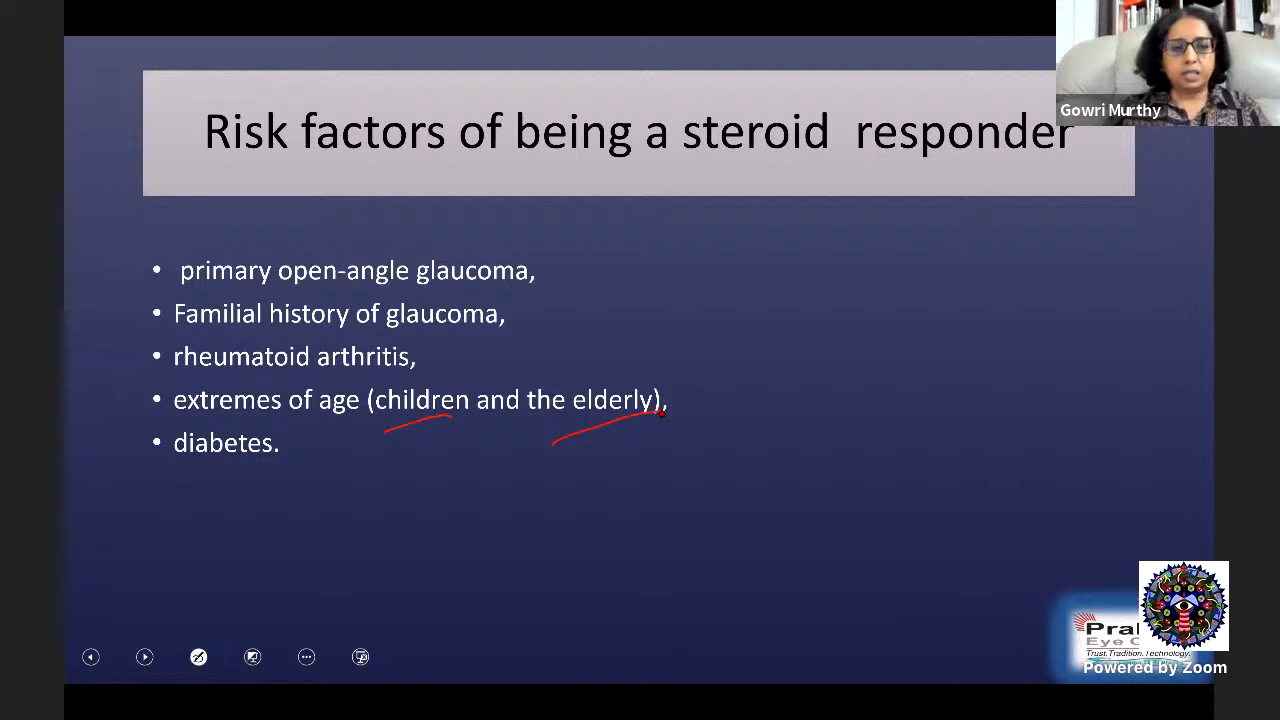 Gowri Murthy
Risk factors of being a steroid responder
• primary open-angle glaucoma,
• Familial history of glaucoma,
• rheumatoid arthritis,
• extremes of age (children and the elderly),
• diabetes.
Eye
Trust.Tradition.Technology.
Powered by Zoom